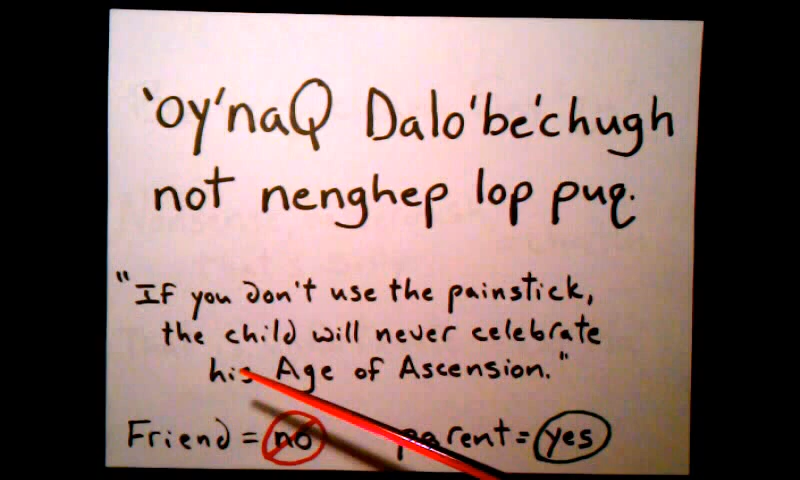 'oy'naQ Dalo'be'chugh
not nenghep lop puq.
"If you don't use the painstick,
the child will never celebrate
his Age of Ascension."
Friend = no parent = yes